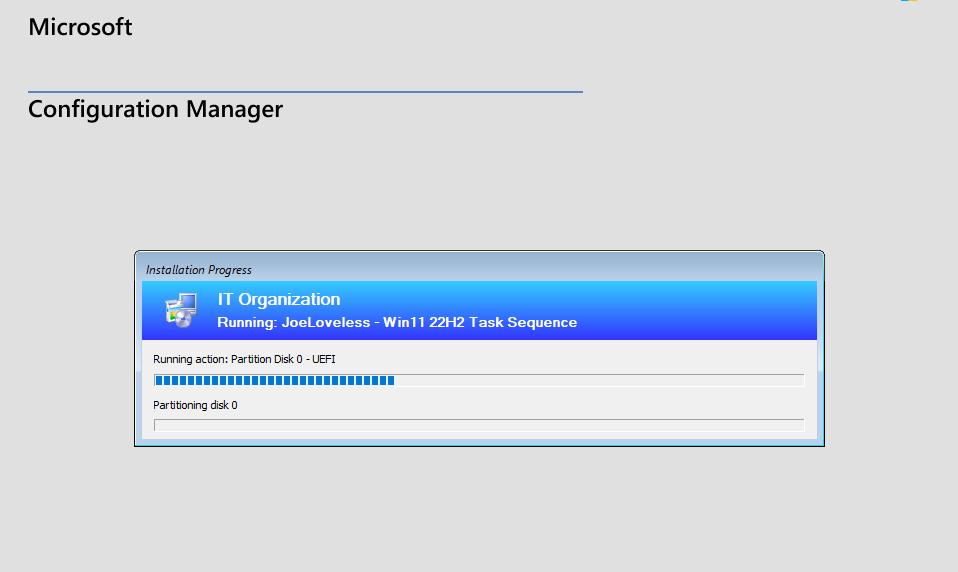 Microsoft
Configuration Manager
Installation Progress
IT Organization
Running: JoeLoveless - Win11 22H2 Task Sequence
Running action: Partition Disk 0 - UEFI
Partitioning disk 0